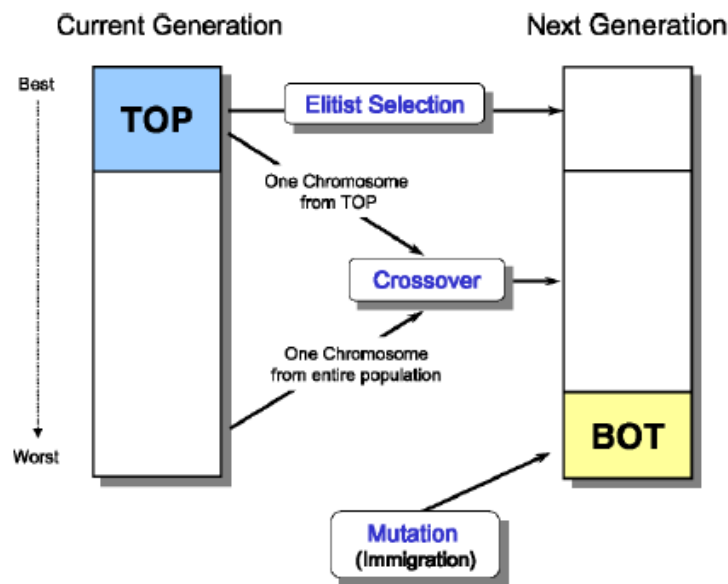 Current Generation
Next Generation
Best
TOP
Elitist Selection
One Chromosome
from TOP
Crossover
One Chromosome
from entire population
Worst
BOT
Mutation
(Immigration)